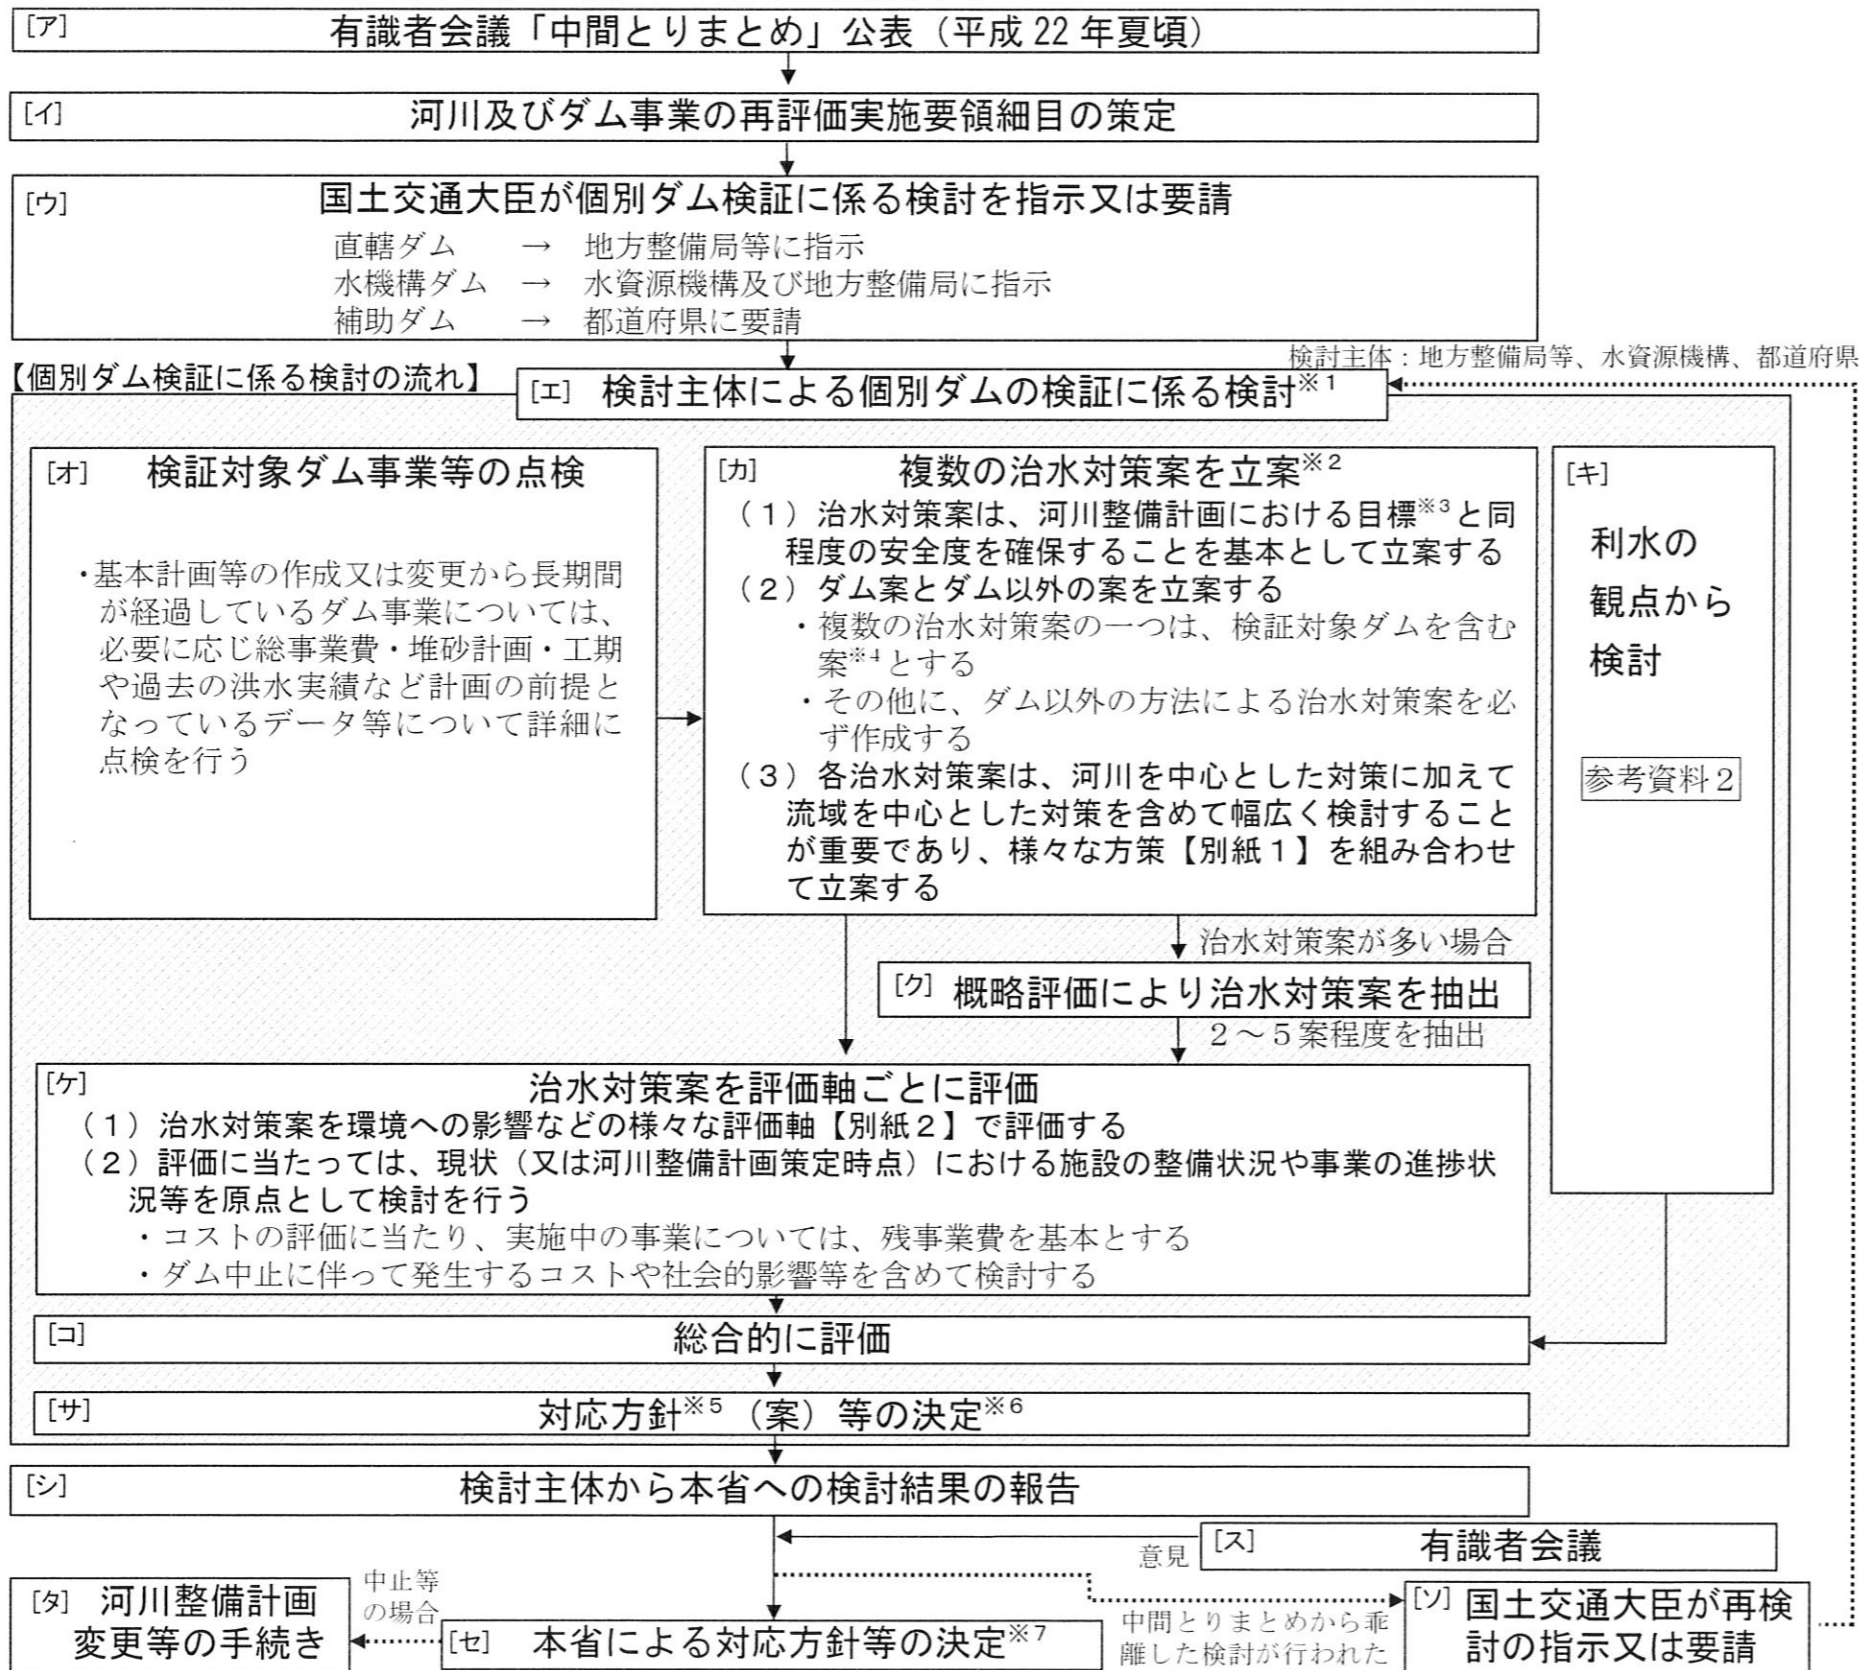 [ア] 有識者会議「中間とりまとめ」公表（平成 22 年夏頃）
[イ] 河川及びダム事業の再評価実施要領細目の策定
[ウ] 国土交通大臣が個別ダム検証に係る検討を指示又は要請
直轄ダム → 地方整備局等に指示
水機構ダム → 水資源機構及び地方整備局に指示
補助ダム → 都道府県に要請
検討主体：地方整備局等、水資源機構、都道府県
【個別ダム検証に係る検討の流れ】
[エ] 検討主体による個別ダムの検証に係る検討※1
[オ] 検証対象ダム事業等の点検
・基本計画等の作成又は変更から長期間
が経過しているダム事業については、
必要に応じ総事業費・堆砂計画・工期
や過去の洪水実績など計画の前提と
なっているデータ等について詳細に
点検を行う
[カ] 複数の治水対策案を立案※2
（１）治水対策案は、河川整備計画における目標※3と同
程度の安全度を確保することを基本として立案する
（２）ダム案とダム以外の案を立案する
・複数の治水対策案の一つは、検証対象ダムを含む
案※4とする
・その他に、ダム以外の方法による治水対策案を必
ず作成する
（３）各治水対策案は、河川を中心とした対策に加えて
流域を中心とした対策を含めて幅広く検討すること
が重要であり、様々な方策【別紙１】を組み合わせ
て立案する
[キ]
利水の
観点から
検討
参考資料２
治水対策案が多い場合
[ク] 概略評価により治水対策案を抽出
２～５案程度を抽出
[ケ] 治水対策案を評価軸ごとに評価
（１）治水対策案を環境への影響などの様々な評価軸【別紙２】で評価する
（２）評価に当たっては、現状（又は河川整備計画策定時点）における施設の整備状況や事業の進捗状
況等を原点として検討を行う
・コストの評価に当たり、実施中の事業については、残事業費を基本とする
・ダム中止に伴って発生するコストや社会的影響等を含めて検討する
[コ] 総合的に評価
[サ] 対応方針※5（案）等の決定※6
[シ] 検討主体から本省への検討結果の報告
意見
[ス] 有識者会議
[タ] 河川整備計画
変更等の手続き
中止等
の場合
[セ] 本省による対応方針等の決定※7
中間とりまとめから乖
離した検討が行われた
[ソ] 国土交通大臣が再検
討の指示又は要請